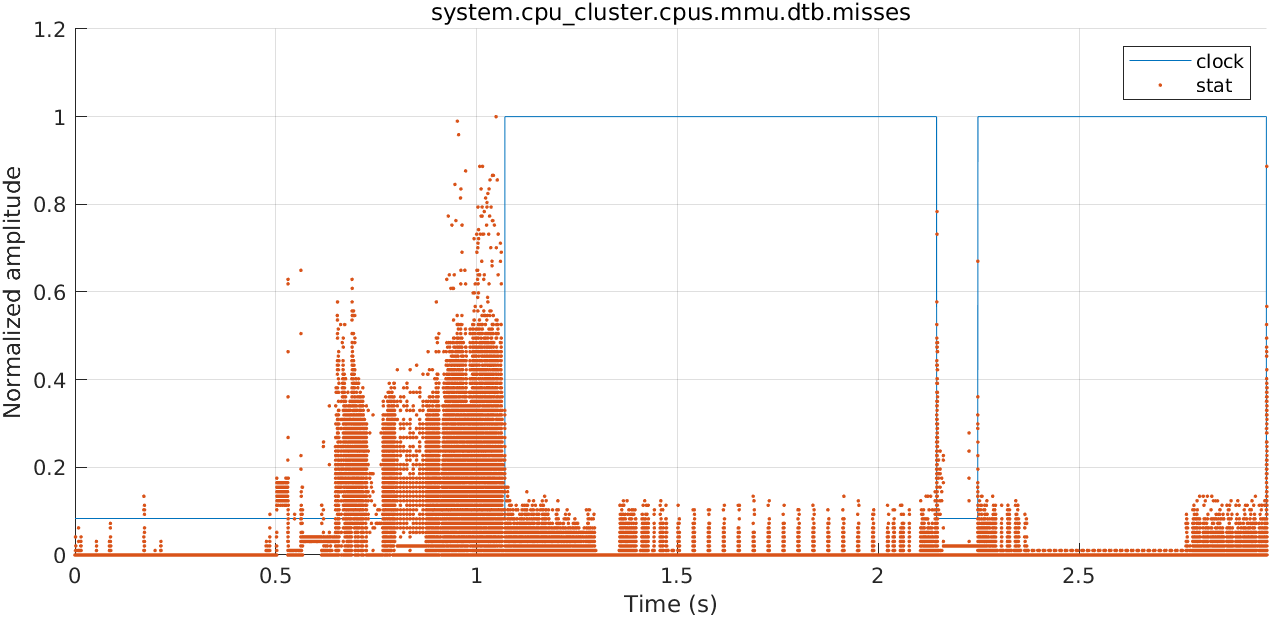 system.cpu_cluster.cpus.mmu.dtb.misses
1.2
1
0.8
0.6
0.4
0.2
0
Normalized amplitude
clock
stat
0
0.5
1
1.5
2
2.5
Time (s)